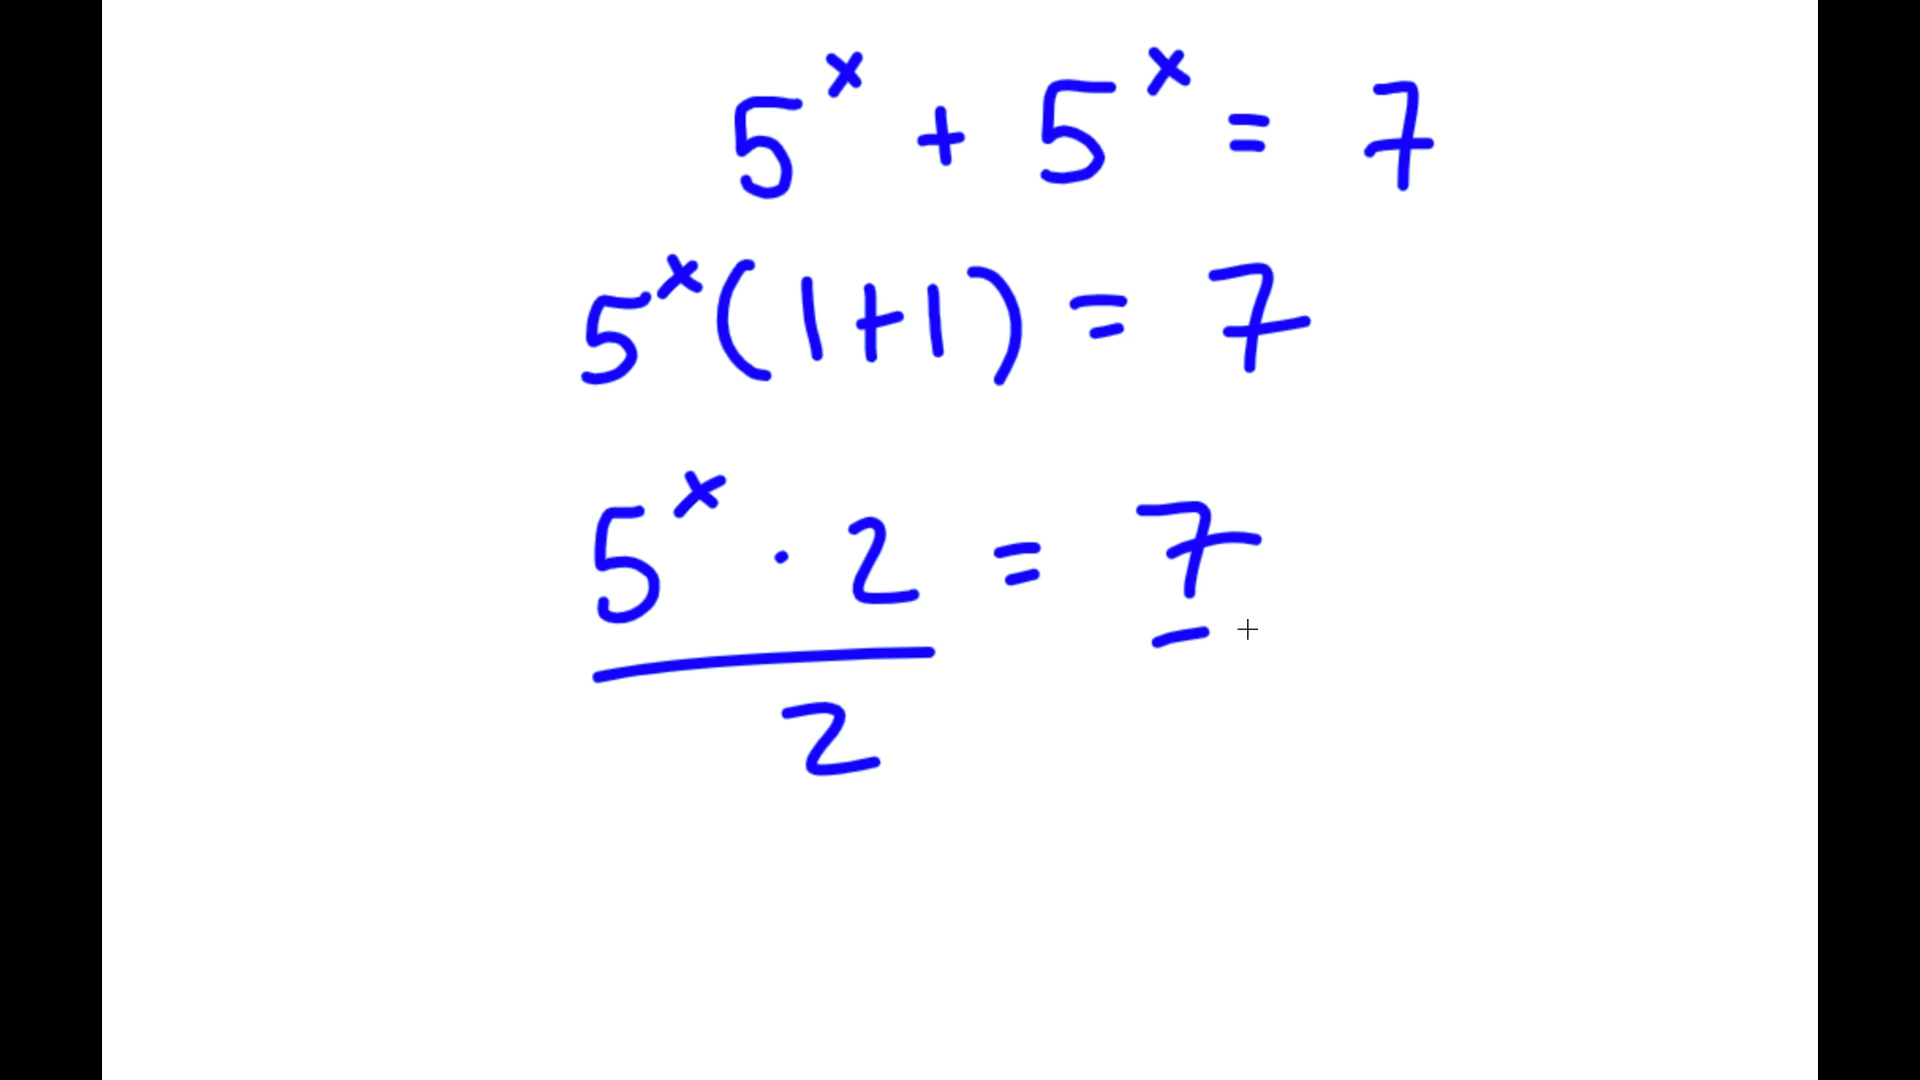 5^x + 5^x = 7
5^x (1+1) = 7
5^x · 2 = 7
2